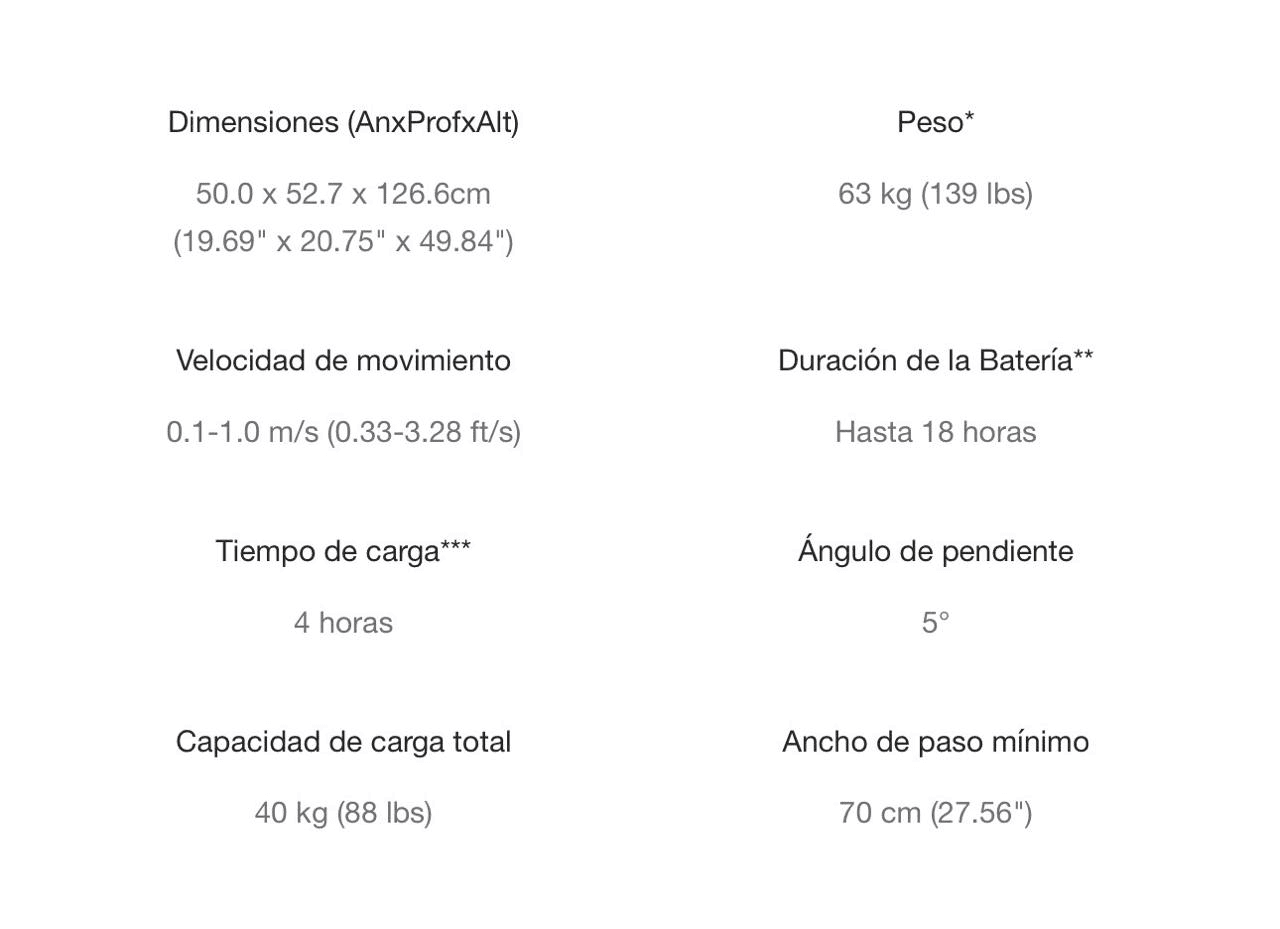 Dimensiones (AnxProfxAlt)
50.0 x 52.7 x 126.6cm
(19.69" x 20.75" x 49.84")
Peso*
63 kg (139 lbs)
Velocidad de movimiento
0.1-1.0 m/s (0.33-3.28 ft/s)
Duración de la Batería**
Hasta 18 horas
Tiempo de carga***
4 horas
Ángulo de pendiente
5°
Capacidad de carga total
40 kg (88 lbs)
Ancho de paso mínimo
70 cm (27.56")